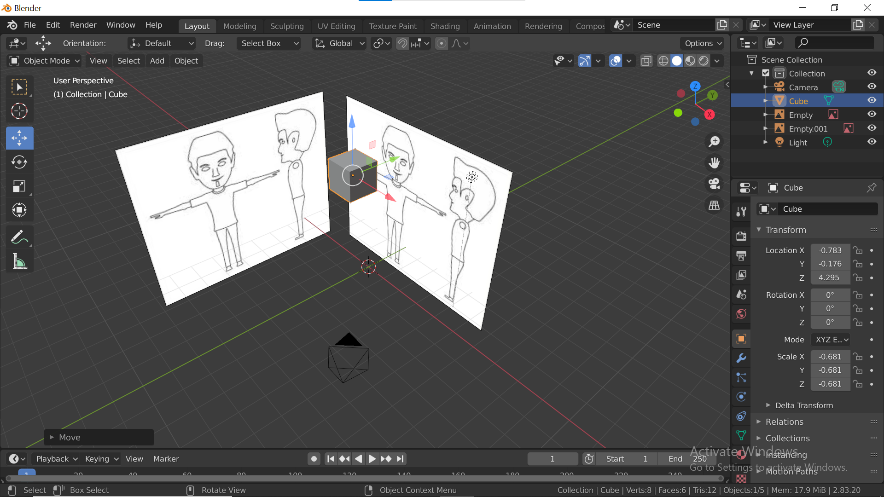 Blender
File Edit Render Window Help Layout Modeling Sculpting UV Editing Texture Paint Shading Animation Rendering Compos Scene View Layer
Orientation: Default Drag: Select Box Global Options
Object Mode View Select Add Object
User Perspective
(1) Collection | Cube
Scene Collection
Collection
Camera
Cube
Empty
Empty.001
Light
Cube
Cube
Transform
Location X -0.783
Y -0.176
Z 4.295
Rotation X 0°
Y 0°
Z 0°
Mode XYZ E...
Scale X -0.681
Y -0.681
Z -0.681
Delta Transform
Relations
Collections
Instancing
Motion Paths
Activate Windows
Go to Settings to activate Windows.
Move
Playback Keying View Marker 1 Start 1 End 250
Select Box Select Rotate View Object Context Menu Collection | Cube | Verts:8 | Faces:6 | Tris:12 | Objects:1/5 | Mem: 17.9 MiB | 2.83.20